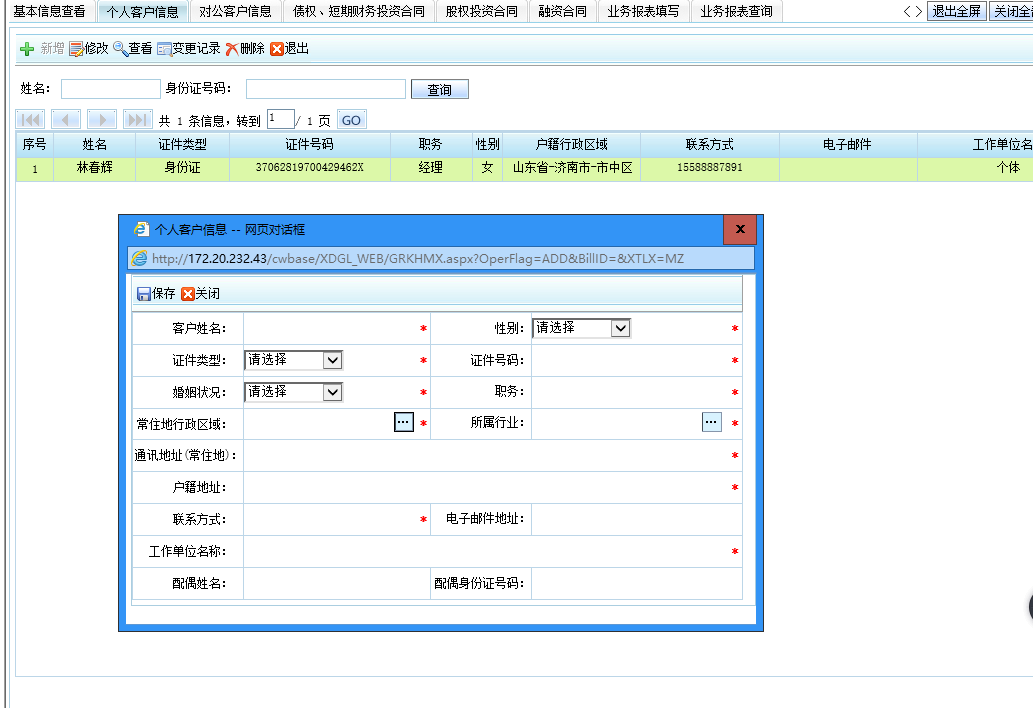 基本信息查看 个人客户信息 对公客户信息 债权、短期财务投资合同 股权投资合同 融资合同 业务报表填写 业务报表查询 < > 退出全屏 关闭全
新增 修改 查看 变更记录 删除 退出
姓名： 身份证号码： 查询
共 1 条信息，转到 1 / 1 页 GO
序号 姓名 证件类型 证件号码 职务 性别 户籍行政区域 联系方式 电子邮件 工作单位名
1 林春辉 身份证 37062819700429462X 经理 女 山东省-济南市-市中区 15588887891 个体
个人客户信息 -- 网页对话框 x
http://172.20.232.43/cwbase/XDGL_WEB/GRKHMX.aspx?OperFlag=ADD&BillID=&XTLX=MZ
保存 关闭
客户姓名： * 性别： 请选择 *
证件类型： 请选择 * 证件号码： *
婚姻状况： 请选择 * 职务： *
常住地行政区域： ... * 所属行业： ... *
通讯地址(常住地)： *
户籍地址： *
联系方式： * 电子邮件地址：
工作单位名称： *
配偶姓名： 配偶身份证号码：